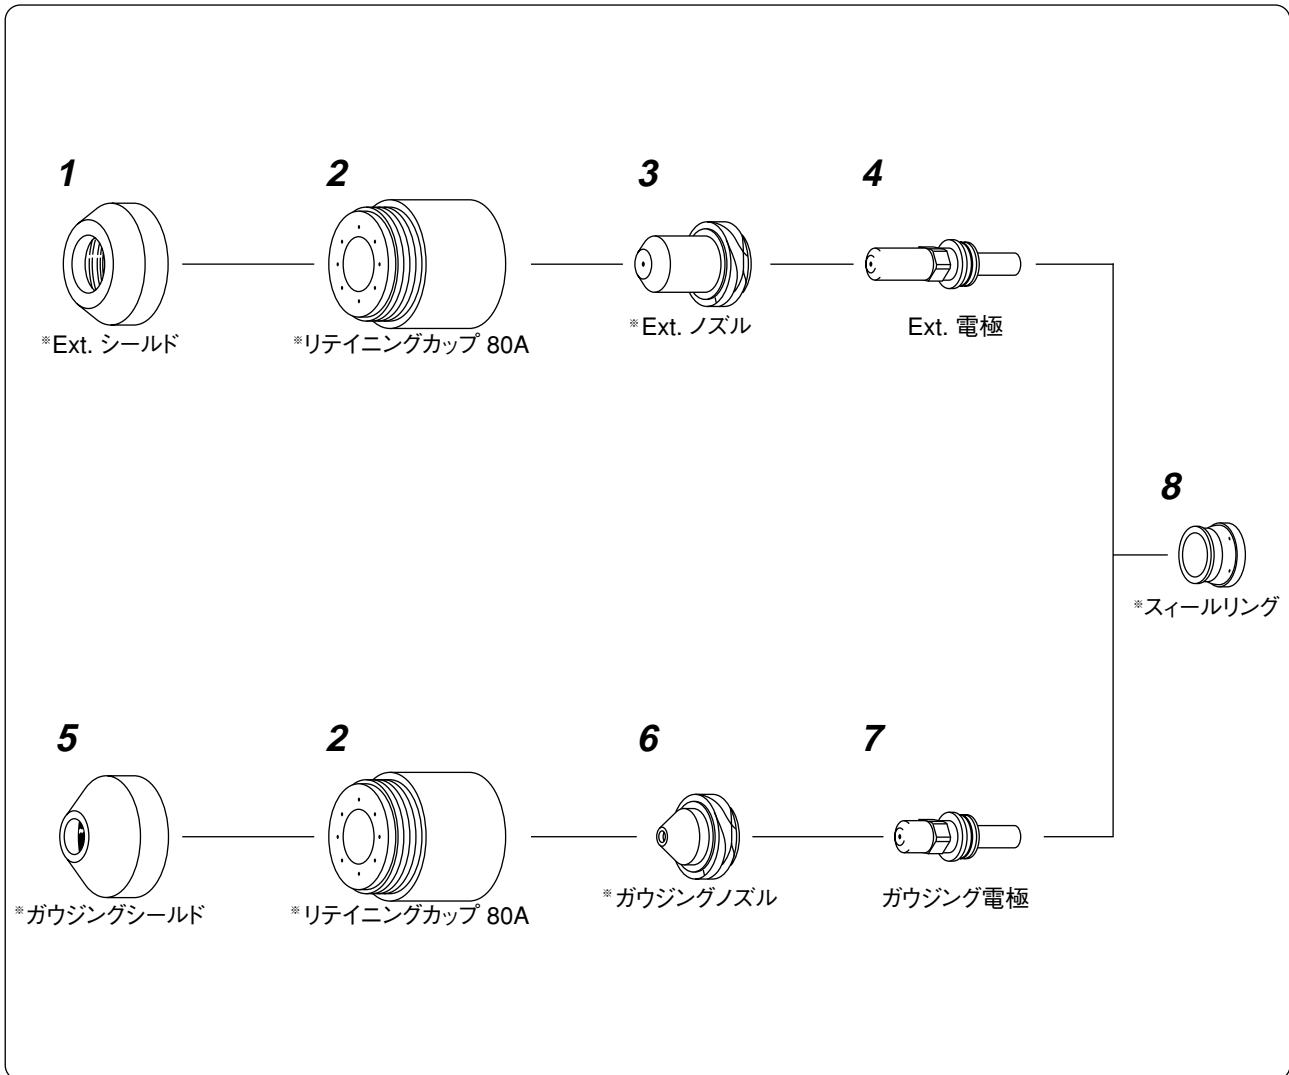 1
2
3
4
※Ext. シールド
※リテイニングカップ 80A
※Ext. ノズル
Ext. 電極
8
※スィールリング
5
2
6
7
※ガウジングシールド
※リテイニングカップ 80A
※ガウジングノズル
ガウジング電極